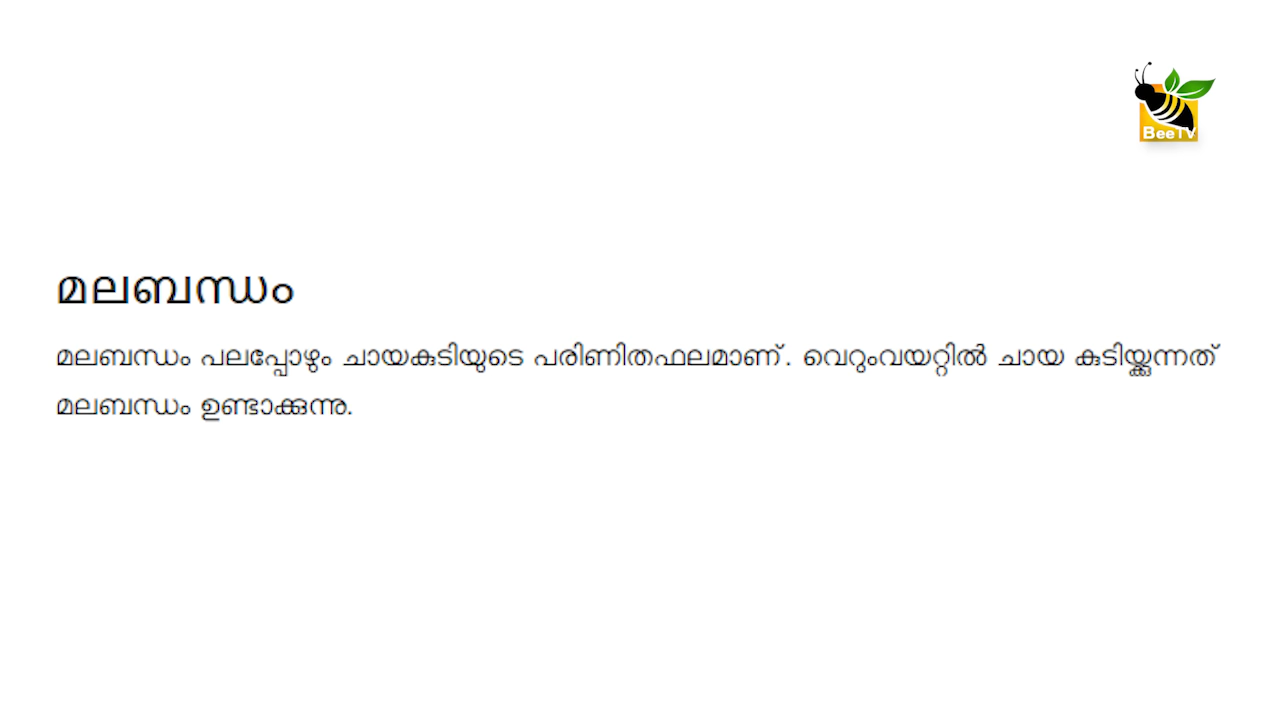 BeeTV
മലബന്ധം
മലബന്ധം പലപ്പോഴും ചായകുടിയുടെ പരിണിതഫലമാണ്. വെറുംവയറ്റിൽ ചായ കുടിയ്ക്കുന്നത്
മലബന്ധം ഉണ്ടാക്കുന്നു.